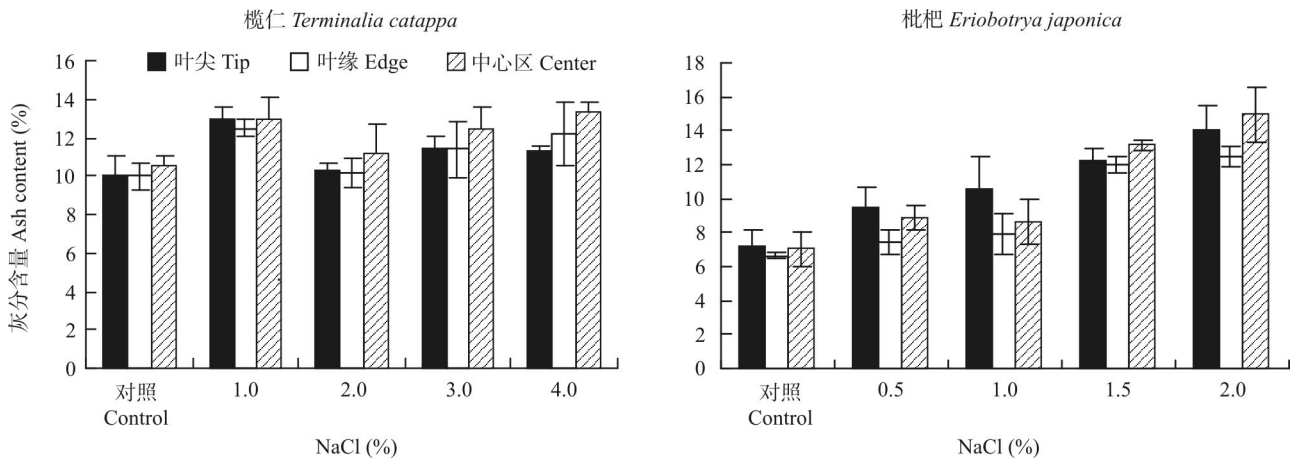 榄仁 Terminalia catappa
枇杷 Eriobotrya japonica
灰分含量 Ash content (%)
叶尖 Tip
叶缘 Edge
中心区 Center
16
14
12
10
8
6
4
2
0
对照
Control
1.0
2.0
3.0
4.0
NaCl (%)
18
16
14
12
10
8
6
4
2
0
对照
Control
0.5
1.0
1.5
2.0
NaCl (%)